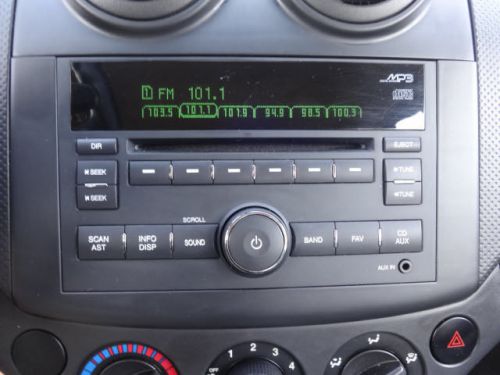 MP3
1 FM 101.1
103.5 101.1 101.9 94.9 98.5 100.3
DIR
EJECT
SEEK
TUNE
SEEK
TUNE
SCROLL
SCAN AST
INFO DISP
SOUND
BAND
FAV
CD AUX
AUX IN
OFF 1 2 3 4